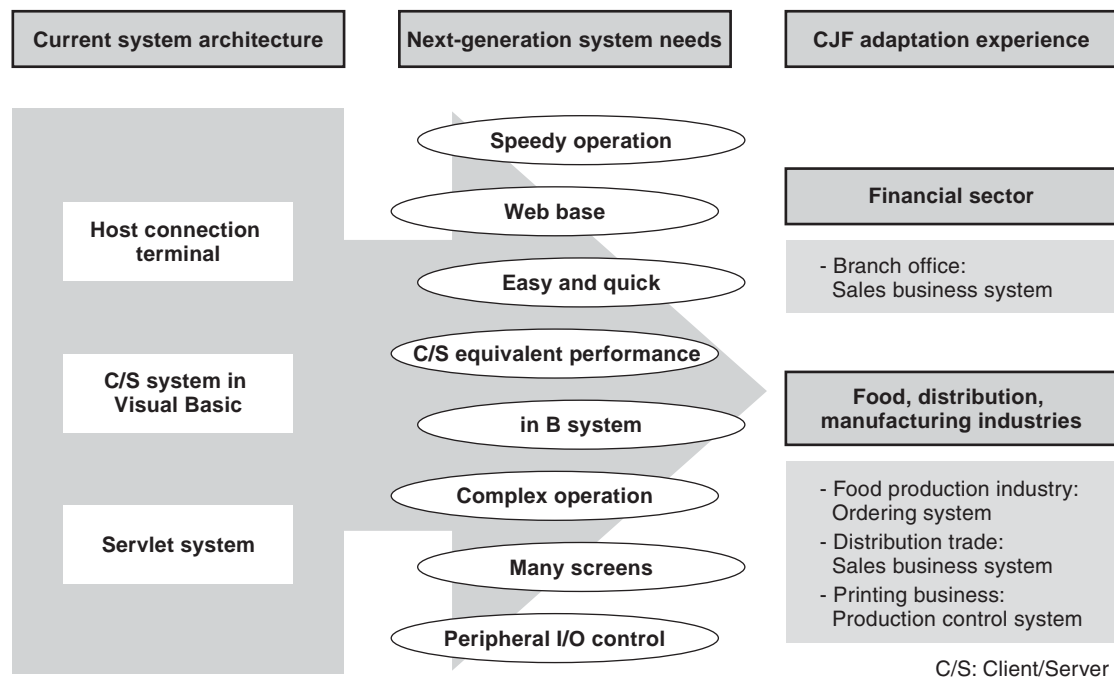 Current system architecture
Next-generation system needs
CJF adaptation experience
Host connection
terminal
C/S system in
Visual Basic
Servlet system
Speedy operation
Web base
Easy and quick
C/S equivalent performance
in B system
Complex operation
Many screens
Peripheral I/O control
Financial sector
- Branch office:
Sales business system
Food, distribution,
manufacturing industries
- Food production industry:
Ordering system
- Distribution trade:
Sales business system
- Printing business:
Production control system
C/S: Client/Server